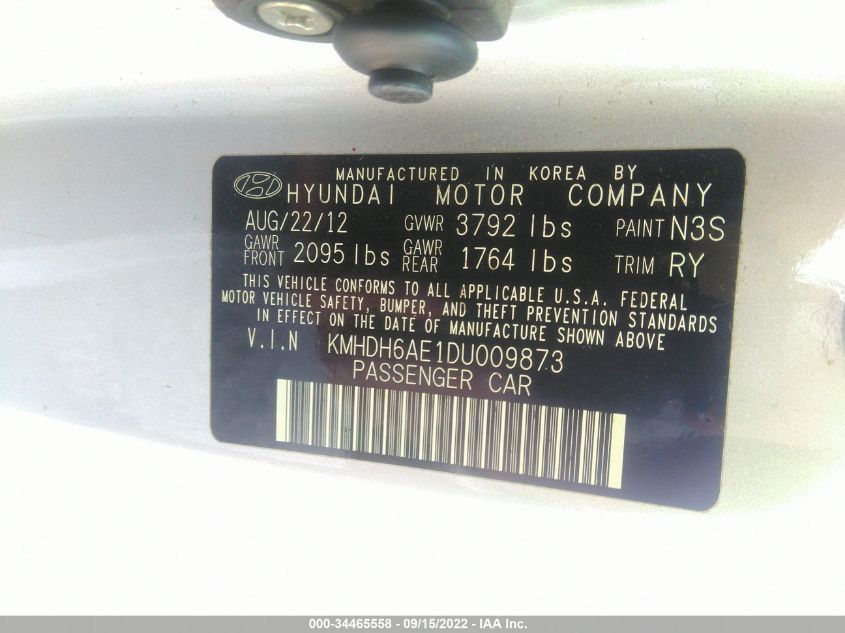 MANUFACTURED IN KOREA BY
HYUNDAI MOTOR COMPANY
AUG/22/12 GVWR 3792 lbs PAINT N3S
GAWR FRONT 2095 lbs GAWR REAR 1764 lbs TRIM RY
THIS VEHICLE CONFORMS TO ALL APPLICABLE U.S.A. FEDERAL
MOTOR VEHICLE SAFETY, BUMPER, AND THEFT PREVENTION STANDARDS
IN EFFECT ON THE DATE OF MANUFACTURE SHOWN ABOVE
V.I.N KMHDH6AE1DU009873
PASSENGER CAR
000-34465558 - 09/15/2022 - IAA Inc.